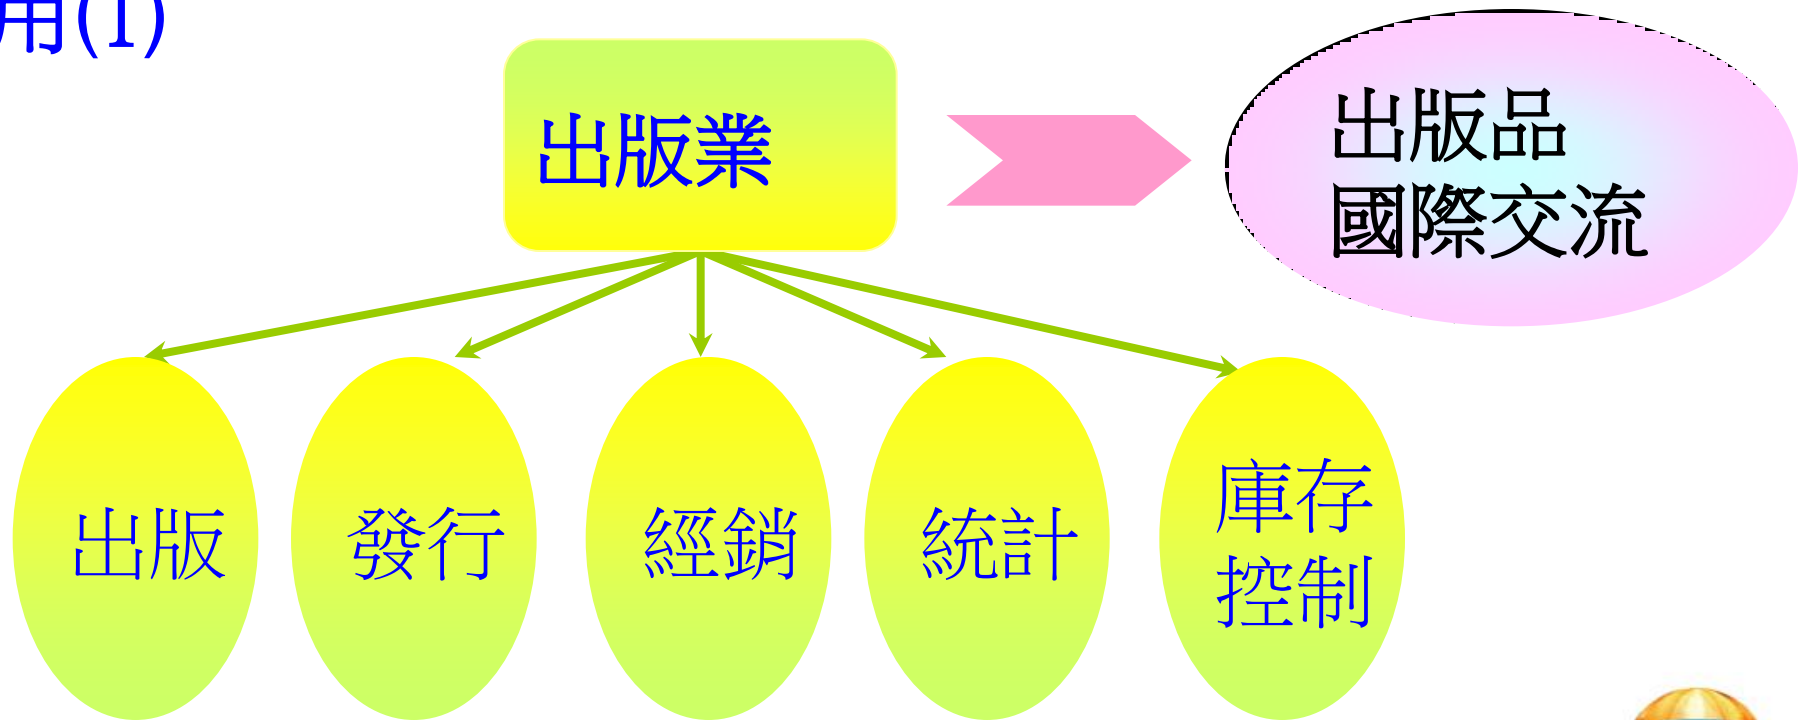 用(1)
出版業
出版品
國際交流
出版
發行
經銷
統計
庫存
控制